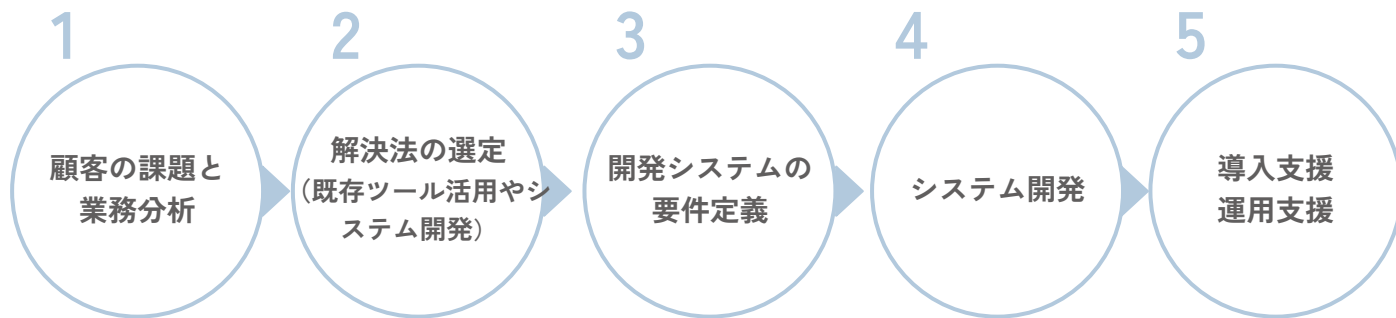 1
顧客の課題と
業務分析
2
解決法の選定
（既存ツール活用やシ
ステム開発）
3
開発システムの
要件定義
4
システム開発
5
導入支援
運用支援